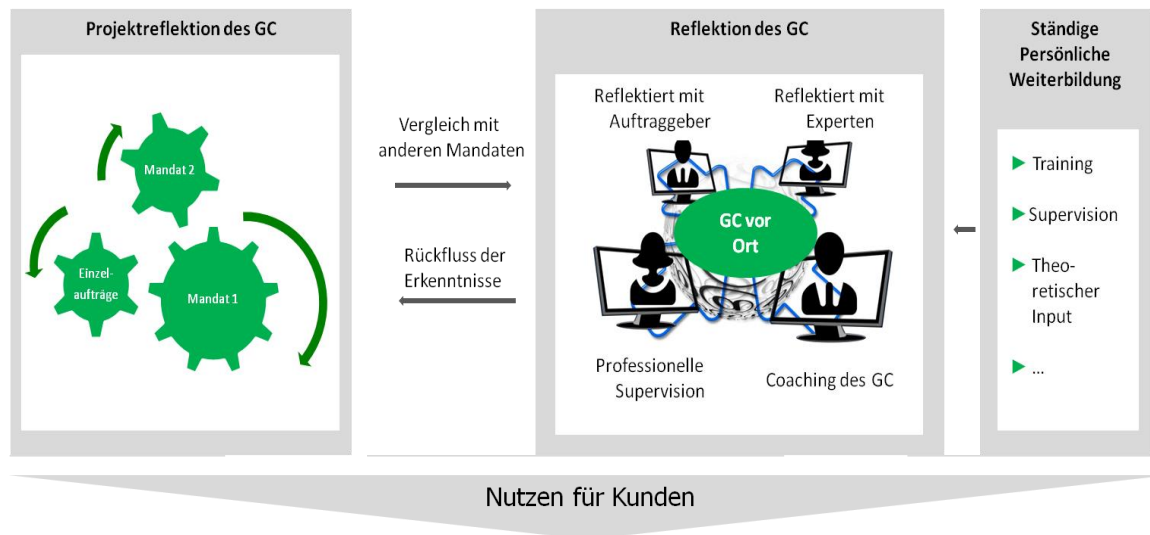 Projektreflektion des GC
Mandat 2
Einzel-
aufträge
Mandat 1
Vergleich mit
anderen Mandaten
Rückfluss der
Erkenntnisse
Reflektion des GC
Reflektiert mit
Auftraggeber
Reflektiert mit
Experten
GC vor
Ort
Professionelle
Supervision
Coaching des GC
Ständige
Persönliche
Weiterbildung
Training
Supervision
Theo-
retischer
Input
...
Nutzen für Kunden